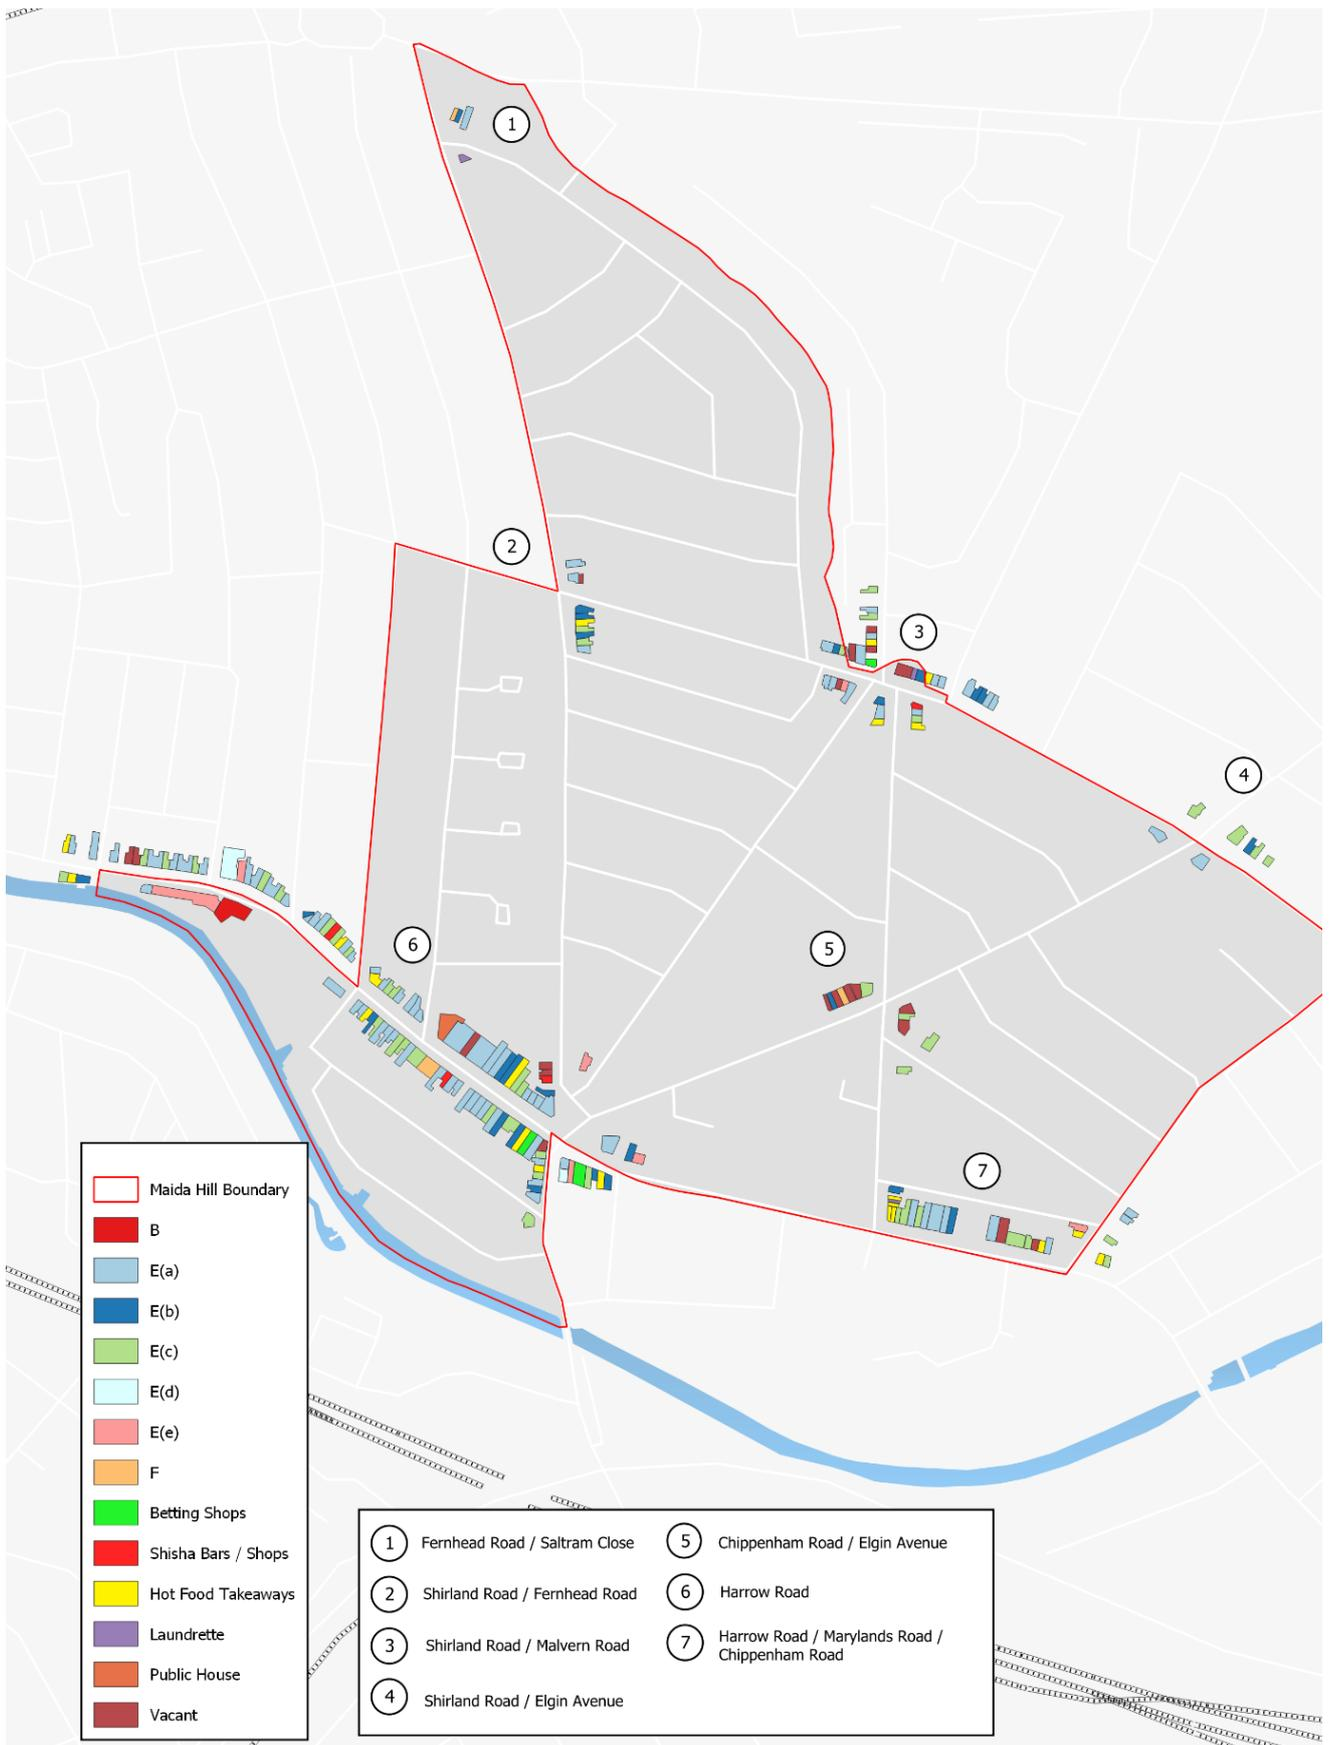 1
2
3
4
5
6
7
Maida Hill Boundary
B
E(a)
E(b)
E(c)
E(d)
E(e)
F
Betting Shops
Shisha Bars / Shops
Hot Food Takeaways
Laundrette
Public House
Vacant
1 Fernhead Road / Saltram Close
2 Shirland Road / Fernhead Road
3 Shirland Road / Malvern Road
4 Shirland Road / Elgin Avenue
5 Chippenham Road / Elgin Avenue
6 Harrow Road
7 Harrow Road / Marylands Road /
Chippenham Road